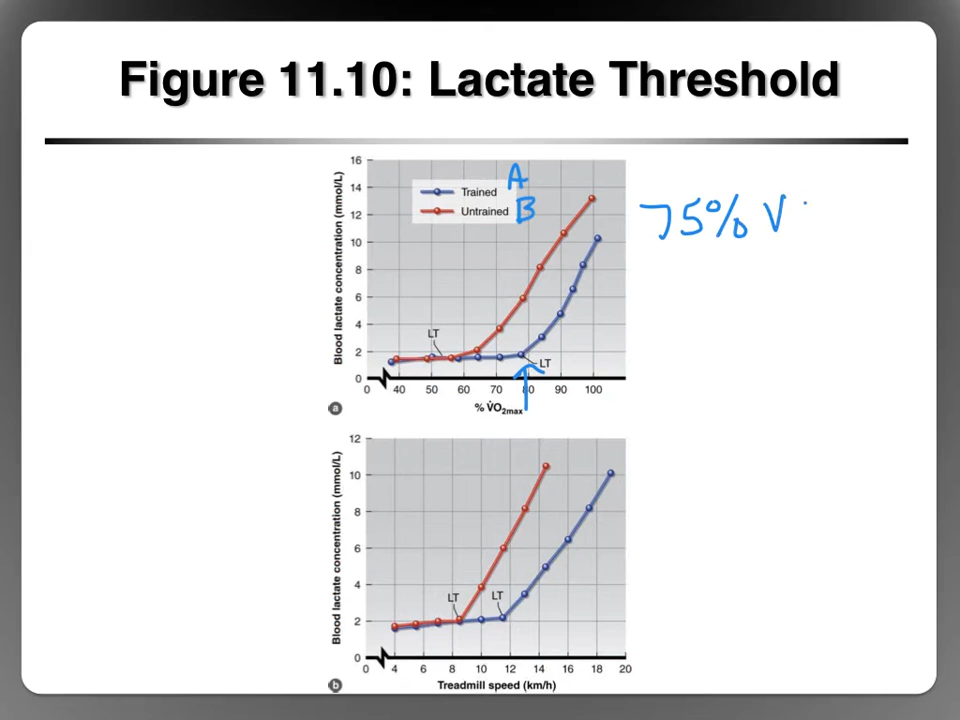 Figure 11.10: Lactate Threshold
Blood lactate concentration (mmol/L)
16
14
12
10
8
6
4
2
0
Trained A
Untrained B
75% V
LT
LT
0 40 50 60 70 80 90 100
% V̇O2max
a
Blood lactate concentration (mmol/L)
12
10
8
6
4
2
0
LT LT
0 4 6 8 10 12 14 16 18 20
Treadmill speed (km/h)
b